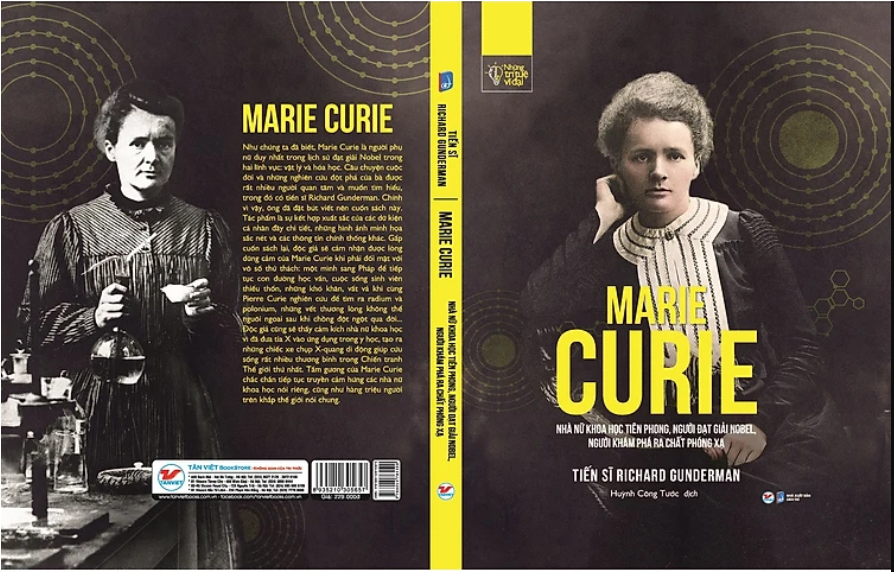 MARIE CURIE
Như chúng ta đã biết, Marie Curie là người phụ
nữ duy nhất trong lịch sử đạt giải Nobel trong
hai lĩnh vực: vật lý và hóa học. Câu chuyện cuộc
đời và những nghiên cứu đột phá của bà được
rất nhiều người quan tâm và muốn tìm hiểu,
trong đó có tiến sĩ Richard Gunderman. Chính
vì vậy, ông đã đặt bút viết nên cuốn sách này.
Tác phẩm là sự kết hợp xuất sắc của các dữ kiện
cá nhân đầy chi tiết, những hình ảnh minh họa
sắc nét và các thông tin chính thống khác. Gấp
cuốn sách lại, độc giả sẽ cảm nhận được lòng
dũng cảm của Marie Curie khi phải đối mặt với
vô số thử thách: một mình sang Pháp để tiếp
tục con đường học vấn, cuộc sống sinh viên
thiếu thốn, những khó khăn, vất vả khi cùng
Pierre Curie nghiên cứu để tìm ra radium và
polonium, những vết thương lòng không thể
nguôi ngoai sau khi chồng đột ngột qua đời...
Độc giả cũng sẽ thấy cảm kích nhà nữ khoa học
vì đã đưa tia X vào ứng dụng trong y học, tạo ra
những chiếc xe chụp X-quang di động giúp cứu
sống rất nhiều thương binh trong Chiến tranh
Thế giới thứ nhất. Tấm gương của Marie Curie
chắc chắn tiếp tục truyền cảm hứng các nhà nữ
khoa học nói riêng, cũng như hàng triệu người
trên khắp thế giới nói chung.
TÂN VIỆT BOOKSTORE
TANVIET
www.tanvietbooks.com.vn - facebook.com/tanvietbooks.com.vn
8935210305657
TIẾN SĨ
RICHARD GUNDERMAN
MARIE CURIE
NHÀ NỮ KHOA HỌC TIÊN PHONG, NGƯỜI ĐẠT GIẢI NOBEL,
NGƯỜI KHÁM PHÁ RA CHẤT PHÓNG XẠ
Những
trí tuệ
vĩ đại
MARIE
CURIE
NHÀ NỮ KHOA HỌC TIÊN PHONG, NGƯỜI ĐẠT GIẢI NOBEL,
NGƯỜI KHÁM PHÁ RA CHẤT PHÓNG XẠ
TIẾN SĨ RICHARD GUNDERMAN
Huỳnh Công Tước dịch